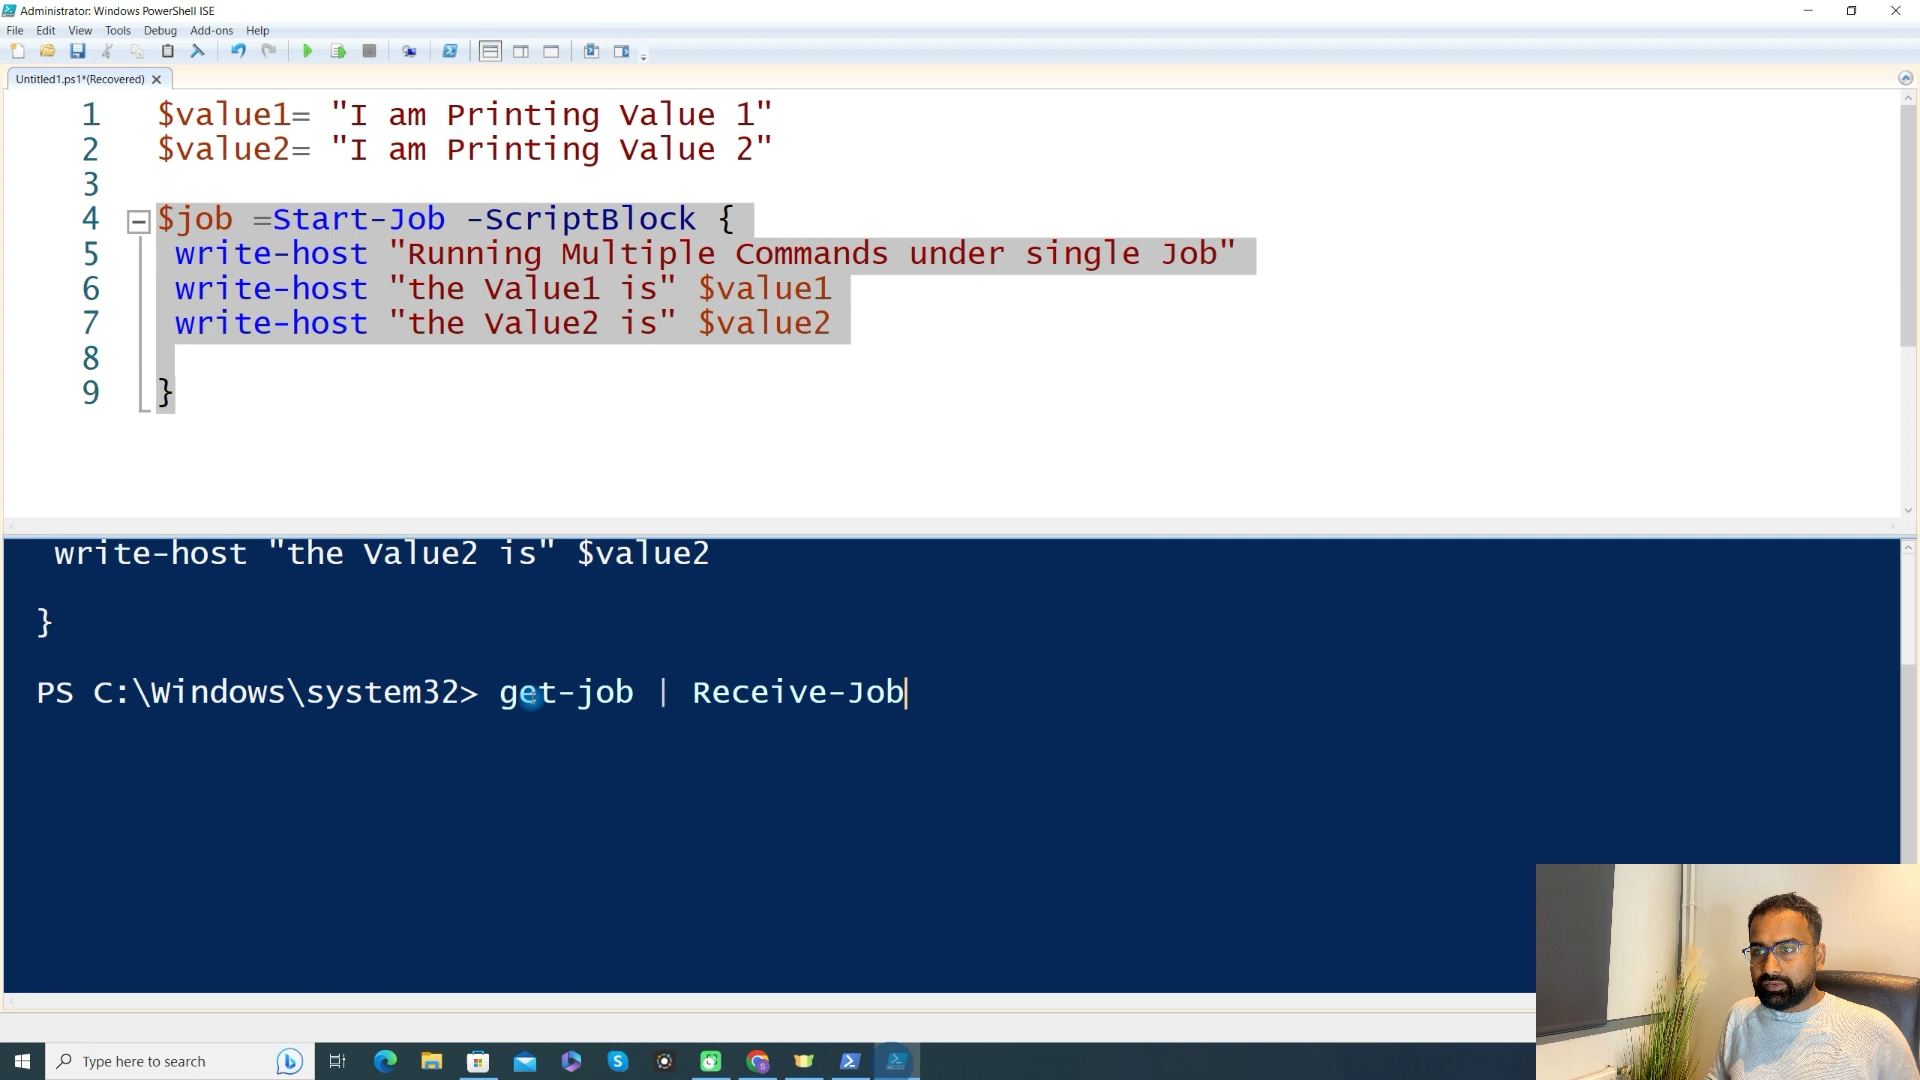 Administrator: Windows PowerShell ISE
File Edit View Tools Debug Add-ons Help
Untitled1.ps1*(Recovered)
1 $value1= "I am Printing Value 1"
2 $value2= "I am Printing Value 2"
3
4 $job =Start-Job -ScriptBlock {
5 write-host "Running Multiple Commands under single Job"
6 write-host "the Value1 is" $value1
7 write-host "the Value2 is" $value2
8
9 }
write-host "the Value2 is" $value2
}
PS C:\Windows\system32> get-job | Receive-Job
Type here to search